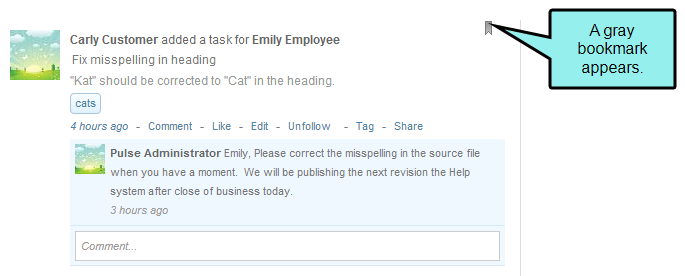 Carly Customer added a task for Emily Employee
Fix misspelling in heading
"Kat" should be corrected to "Cat" in the heading.
cats
4 hours ago - Comment - Like - Edit - Unfollow - Tag - Share
Pulse Administrator Emily, Please correct the misspelling in the source file
when you have a moment. We will be publishing the next revision the Help
system after close of business today.
3 hours ago
Comment...
A gray
bookmark
appears.